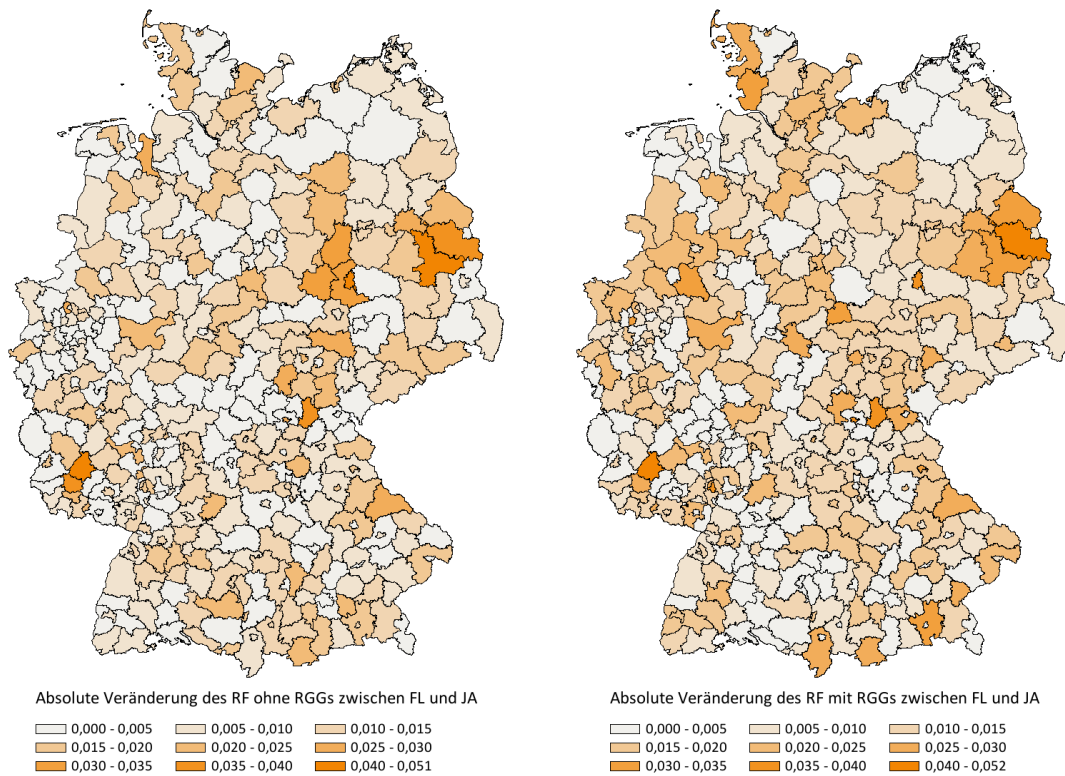 Absolute Veränderung des RF ohne RGGs zwischen FL und JA
0,000 - 0,005 0,005 - 0,010 0,010 - 0,015
0,015 - 0,020 0,020 - 0,025 0,025 - 0,030
0,030 - 0,035 0,035 - 0,040 0,040 - 0,051
Absolute Veränderung des RF mit RGGs zwischen FL und JA
0,000 - 0,005 0,005 - 0,010 0,010 - 0,015
0,015 - 0,020 0,020 - 0,025 0,025 - 0,030
0,030 - 0,035 0,035 - 0,040 0,040 - 0,052